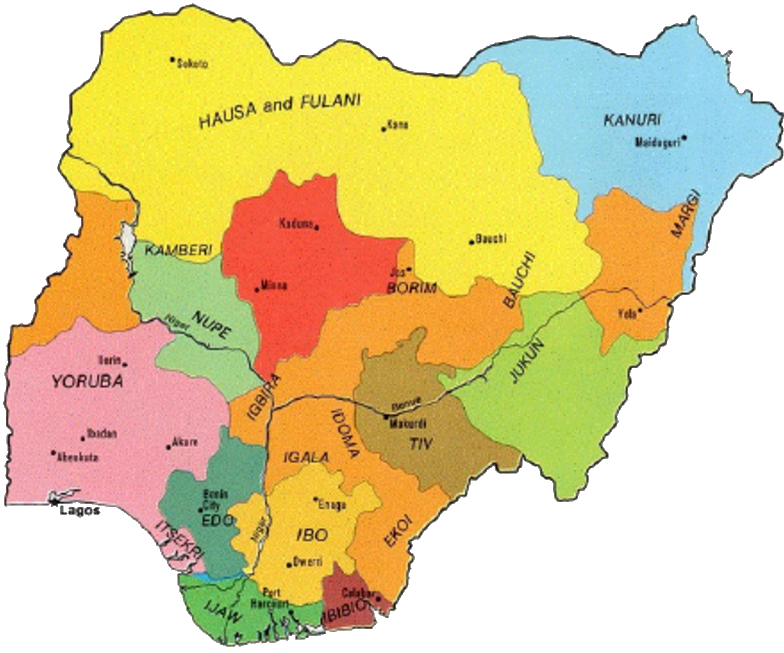 Sokoto
HAUSA and FULANI
Kano
KANURI
Maiduguri
MARGI
Kaduna
Bauchi
KAMBERI
Jos
BORIM
BAUCHI
Minna
Yola
Niger
NUPE
JUKUN
Ilorin
YORUBA
IGBIRA
Benue
Makurdi
IDOMA
TIV
Ibadan
Akure
Abeokuta
IGALA
Benin
City
EDO
Lagos
Enugu
Niger
IBO
EKOI
ITSEKRI
Owerri
Port
Harcourt
Calabar
IJAW
IBIBIO